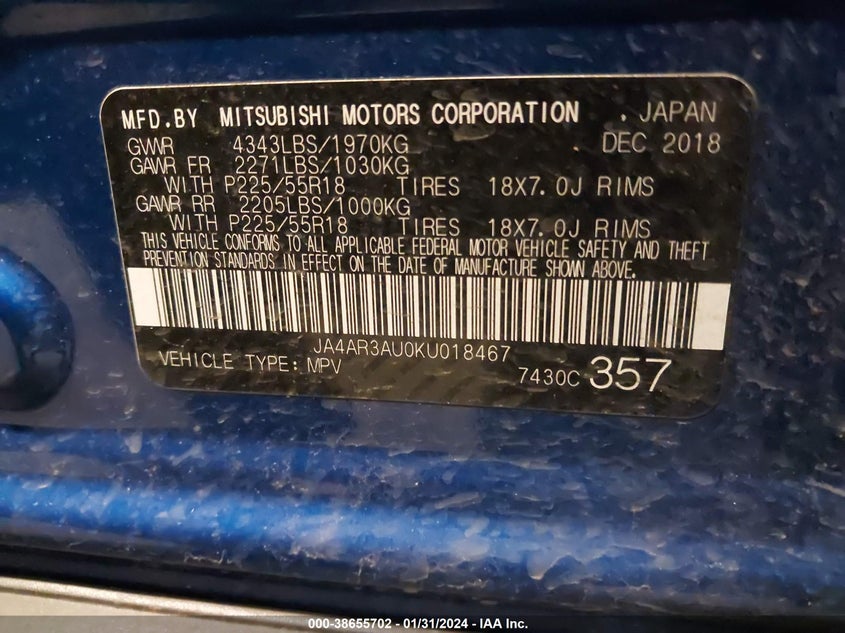 MFD.BY MITSUBISHI MOTORS CORPORATION . JAPAN
GVWR 4343LBS/1970KG . DEC 2018
GAWR FR 2271LBS/1030KG
WITH P225/55R18 TIRES 18X7.0J RIMS
GAWR RR 2205LBS/1000KG
WITH P225/55R18 TIRES 18X7.0J RIMS
THIS VEHICLE CONFORMS TO ALL APPLICABLE FEDERAL MOTOR VEHICLE SAFETY AND THEFT
PREVENTION STANDARDS IN EFFECT ON THE DATE OF MANUFACTURE SHOWN ABOVE.
JA4AR3AU0KU018467
VEHICLE TYPE: MPV 7430C 357
000-38655702 - 01/31/2024 - IAA Inc.